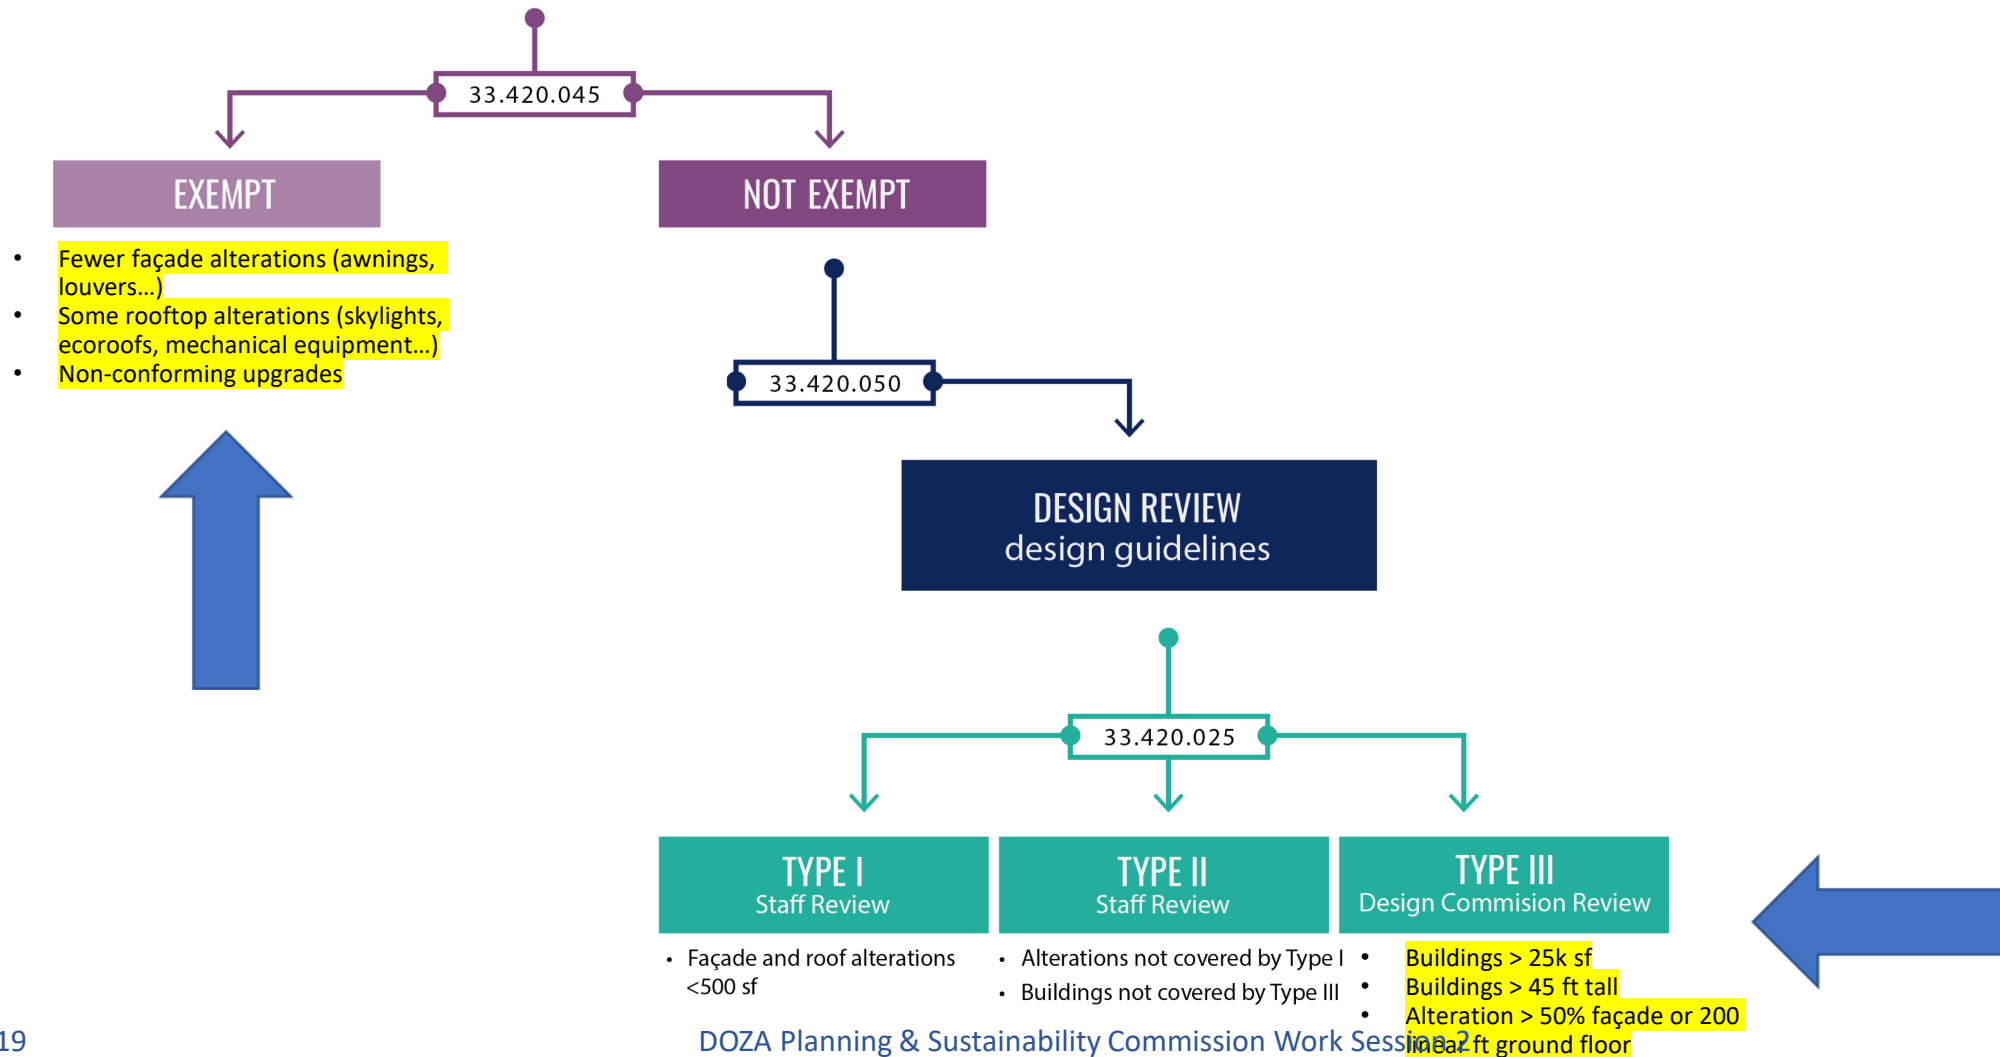 33.420.045
EXEMPT
NOT EXEMPT
• Fewer façade alterations (awnings,
louvers...)
• Some rooftop alterations (skylights,
ecoroofs, mechanical equipment...)
• Non-conforming upgrades
33.420.050
DESIGN REVIEW
design guidelines
33.420.025
TYPE I
Staff Review
• Façade and roof alterations
<500 sf
TYPE II
Staff Review
• Alterations not covered by Type I
• Buildings not covered by Type III
TYPE III
Design Commision Review
• Buildings > 25k sf
• Buildings > 45 ft tall
• Alteration > 50% façade or 200
linear ft ground floor
19
DOZA Planning & Sustainability Commission Work Session 2